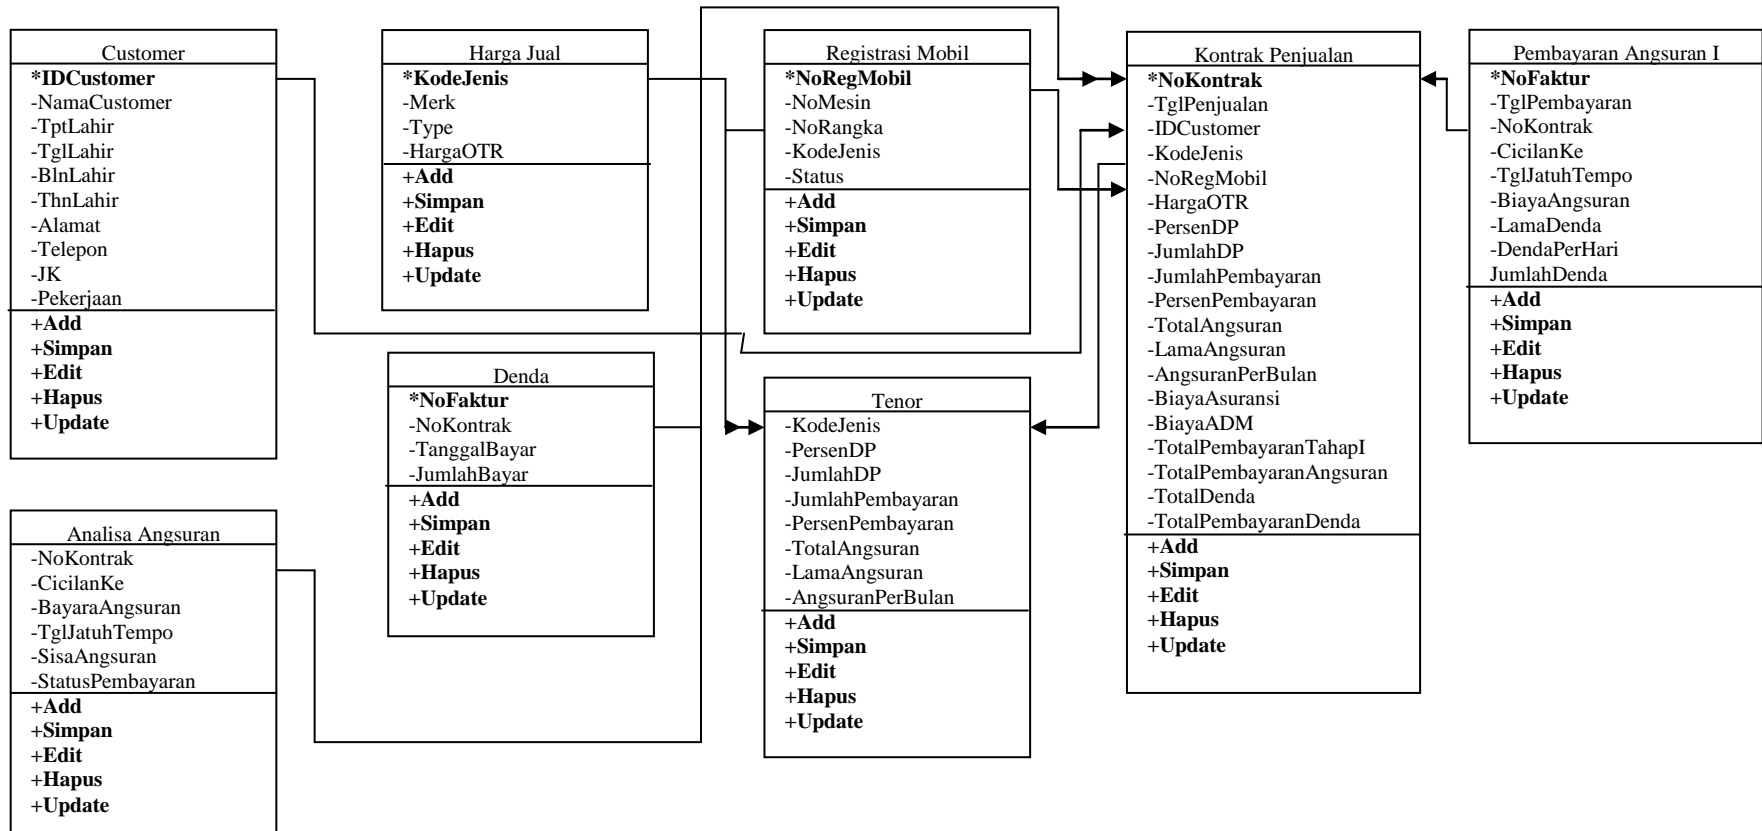 Customer
*IDCustomer
-NamaCustomer
-TptLahir
-TglLahir
-BlnLahir
-ThnLahir
-Alamat
-Telepon
-JK
-Pekerjaan
+Add
+Simpan
+Edit
+Hapus
+Update
Harga Jual
*KodeJenis
-Merk
-Type
-HargaOTR
+Add
+Simpan
+Edit
+Hapus
+Update
Registrasi Mobil
*NoRegMobil
-NoMesin
-NoRangka
-KodeJenis
-Status
+Add
+Simpan
+Edit
+Hapus
+Update
Kontrak Penjualan
*NoKontrak
-TglPenjualan
-IDCustomer
-KodeJenis
-NoRegMobil
-HargaOTR
-PersenDP
-JumlahDP
-JumlahPembayaran
-PersenPembayaran
-TotalAngsuran
-LamaAngsuran
-AngsuranPerBulan
-BiayaAsuransi
-BiayaADM
-TotalPembayaranTahapI
-TotalPembayaranAngsuran
-TotalDenda
-TotalPembayaranDenda
+Add
+Simpan
+Edit
+Hapus
+Update
Pembayaran Angsuran I
*NoFaktur
-TglPembayaran
-NoKontrak
-CicilanKe
-TglJatuhTempo
-BiayaAngsuran
-LamaDenda
-DendaPerHari
JumlahDenda
+Add
+Simpan
+Edit
+Hapus
+Update
Denda
*NoFaktur
-NoKontrak
-TanggalBayar
-JumlahBayar
+Add
+Simpan
+Edit
+Hapus
+Update
Tenor
-KodeJenis
-PersenDP
-JumlahDP
-JumlahPembayaran
-PersenPembayaran
-TotalAngsuran
-LamaAngsuran
-AngsuranPerBulan
+Add
+Simpan
+Edit
+Hapus
+Update
Analisa Angsuran
-NoKontrak
-CicilanKe
-BayaraAngsuran
-TglJatuhTempo
-SisaAngsuran
-StatusPembayaran
+Add
+Simpan
+Edit
+Hapus
+Update